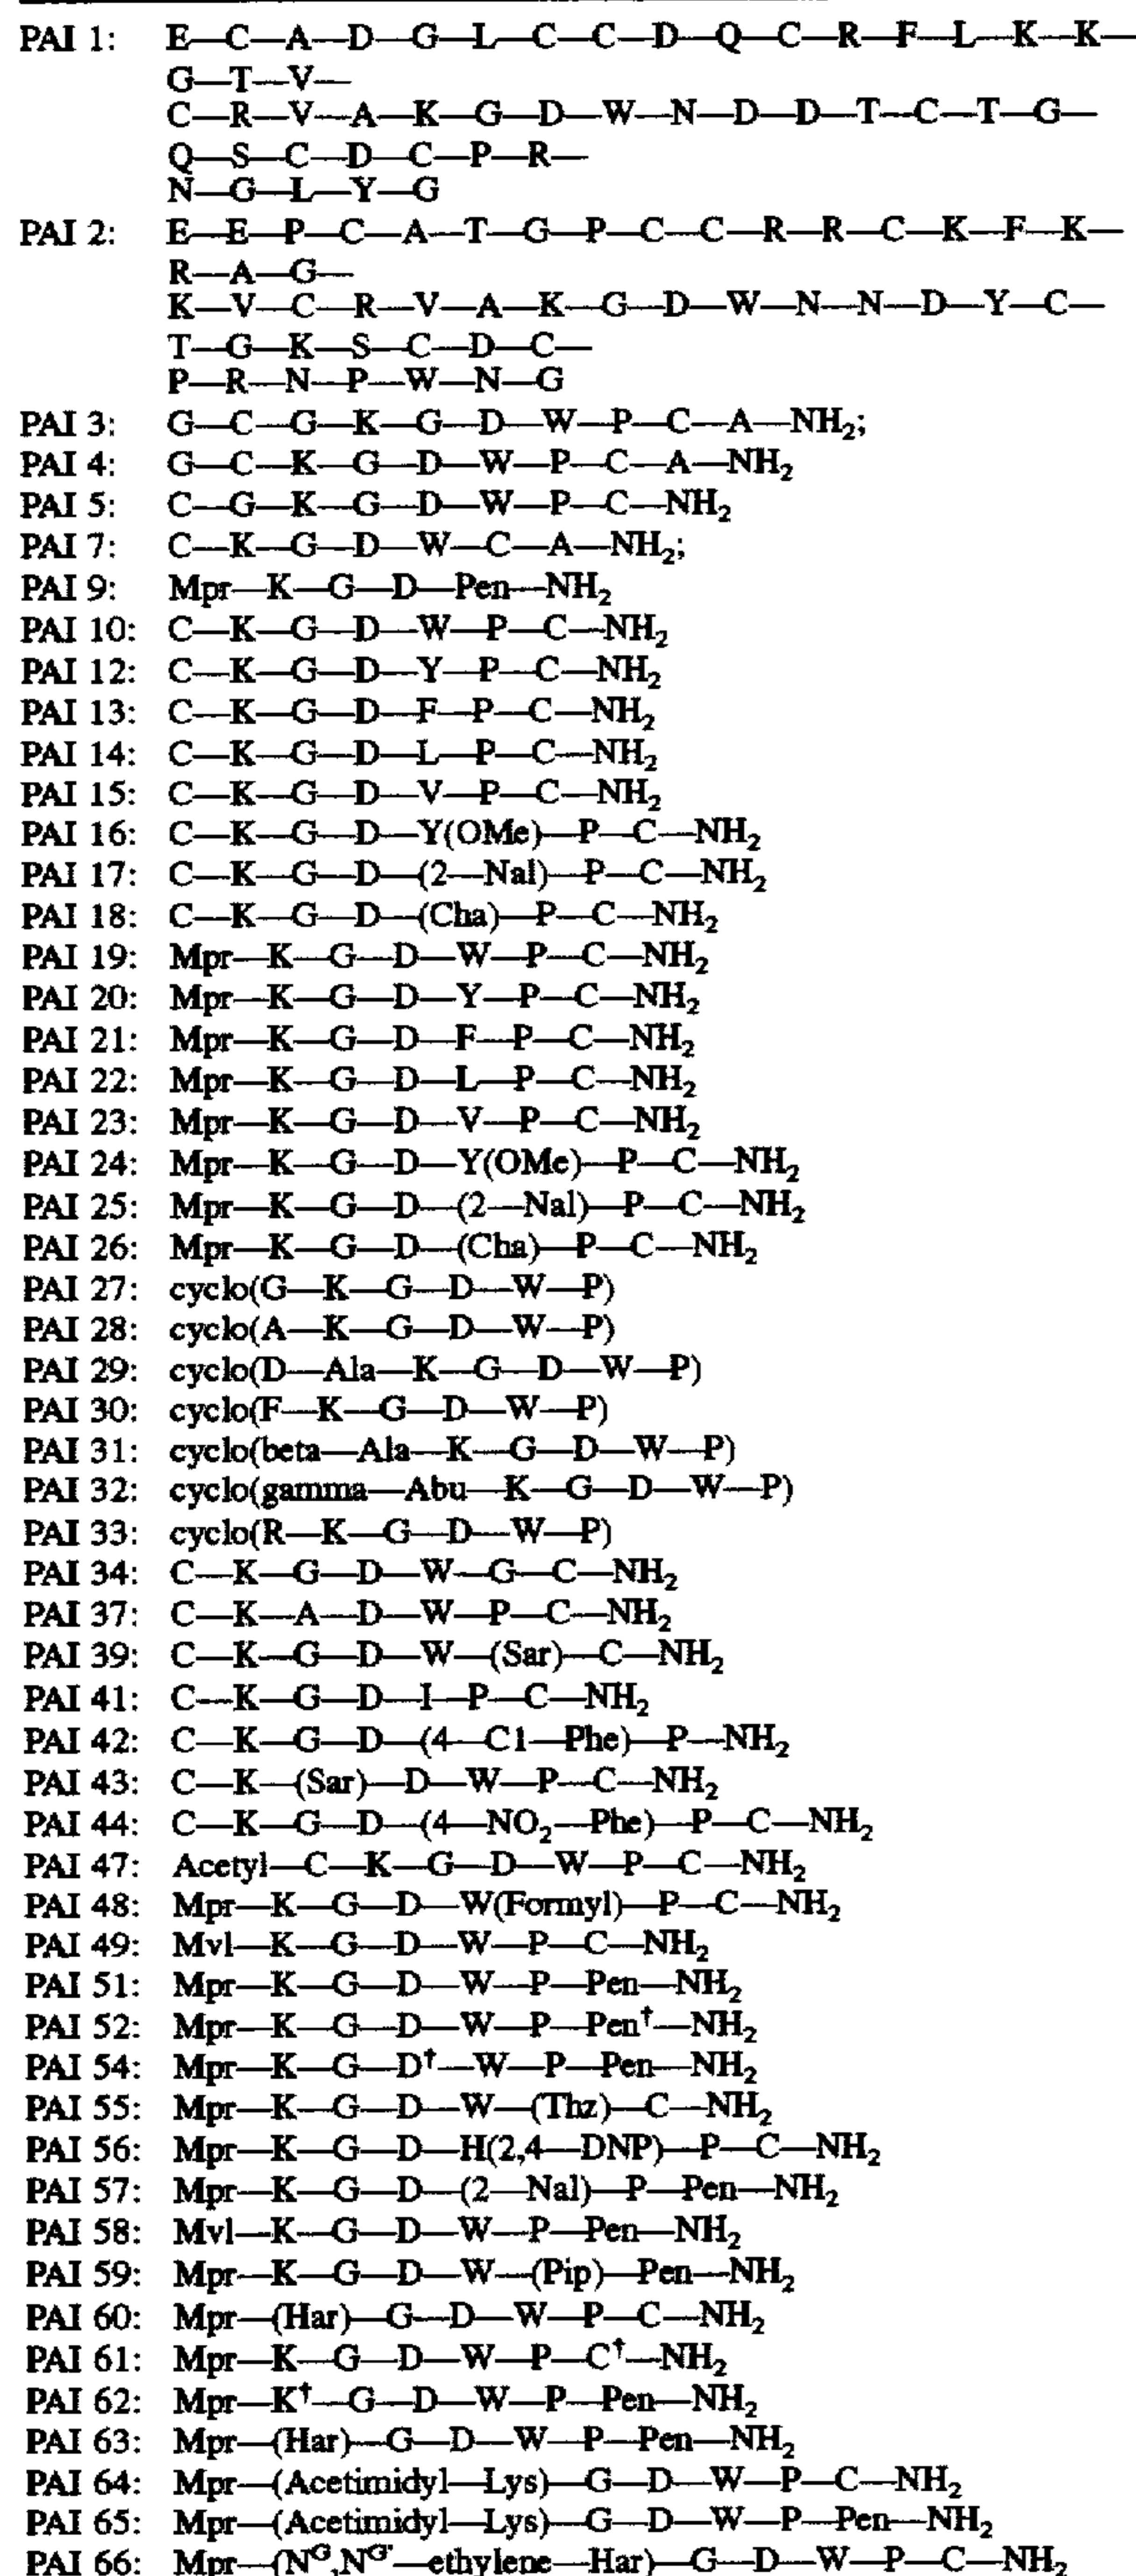 PAI 1: E—C—A—D—G—L—C—C—D—Q—C—R—F—L—K—K—
G—T—V—
C—R—V—A—K—G—D—W—N—D—D—T—C—T—G—
Q—S—C—D—C—P—R—
N—G—L—Y—G
PAI 2: E—E—P—C—A—T—G—P—C—C—R—R—C—K—F—K—
R—A—G—
K—V—C—R—V—A—K—G—D—W—N—N—D—Y—C—
T—G—K—S—C—D—C—
P—R—N—P—W—N—G
PAI 3: G—C—G—K—G—D—W—P—C—A—NH₂;
PAI 4: G—C—K—G—D—W—P—C—A—NH₂
PAI 5: C—G—K—G—D—W—P—C—NH₂
PAI 7: C—K—G—D—W—C—A—NH₂;
PAI 9: Mpr—K—G—D—Pen—NH₂
PAI 10: C—K—G—D—W—P—C—NH₂
PAI 12: C—K—G—D—Y—P—C—NH₂
PAI 13: C—K—G—D—F—P—C—NH₂
PAI 14: C—K—G—D—L—P—C—NH₂
PAI 15: C—K—G—D—V—P—C—NH₂
PAI 16: C—K—G—D—Y(OMe)—P—C—NH₂
PAI 17: C—K—G—D—(2—Nal)—P—C—NH₂
PAI 18: C—K—G—D—(Cha)—P—C—NH₂
PAI 19: Mpr—K—G—D—W—P—C—NH₂
PAI 20: Mpr—K—G—D—Y—P—C—NH₂
PAI 21: Mpr—K—G—D—F—P—C—NH₂
PAI 22: Mpr—K—G—D—L—P—C—NH₂
PAI 23: Mpr—K—G—D—V—P—C—NH₂
PAI 24: Mpr—K—G—D—Y(OMe)—P—C—NH₂
PAI 25: Mpr—K—G—D—(2—Nal)—P—C—NH₂
PAI 26: Mpr—K—G—D—(Cha)—P—C—NH₂
PAI 27: cyclo(G—K—G—D—W—P)
PAI 28: cyclo(A—K—G—D—W—P)
PAI 29: cyclo(D—Ala—K—G—D—W—P)
PAI 30: cyclo(F—K—G—D—W—P)
PAI 31: cyclo(beta—Ala—K—G—D—W—P)
PAI 32: cyclo(gamma—Abu—K—G—D—W—P)
PAI 33: cyclo(R—K—G—D—W—P)
PAI 34: C—K—G—D—W—G—C—NH₂
PAI 37: C—K—A—D—W—P—C—NH₂
PAI 39: C—K—G—D—W—(Sar)—C—NH₂
PAI 41: C—K—G—D—I—P—C—NH₂
PAI 42: C—K—G—D—(4—C1—Phe)—P—NH₂
PAI 43: C—K—(Sar)—D—W—P—C—NH₂
PAI 44: C—K—G—D—(4—NO₂—Phe)—P—C—NH₂
PAI 47: Acetyl—C—K—G—D—W—P—C—NH₂
PAI 48: Mpr—K—G—D—W(Formyl)—P—C—NH₂
PAI 49: Mvl—K—G—D—W—P—C—NH₂
PAI 51: Mpr—K—G—D—W—P—Pen—NH₂
PAI 52: Mpr—K—G—D—W—P—Pen†—NH₂
PAI 54: Mpr—K—G—D†—W—P—Pen—NH₂
PAI 55: Mpr—K—G—D—W—(Thz)—C—NH₂
PAI 56: Mpr—K—G—D—H(2,4—DNP)—P—C—NH₂
PAI 57: Mpr—K—G—D—(2—Nal)—P—Pen—NH₂
PAI 58: Mvl—K—G—D—W—P—Pen—NH₂
PAI 59: Mpr—K—G—D—W—(Pip)—Pen—NH₂
PAI 60: Mpr—(Har)—G—D—W—P—C—NH₂
PAI 61: Mpr—K—G—D—W—P—C†—NH₂
PAI 62: Mpr—K†—G—D—W—P—Pen—NH₂
PAI 63: Mpr—(Har)—G—D—W—P—Pen—NH₂
PAI 64: Mpr—(Acetimidyl—Lys)—G—D—W—P—C—NH₂
PAI 65: Mpr—(Acetimidyl—Lys)—G—D—W—P—Pen—NH₂
PAI 66: Mpr—(Nᴳ,Nᴳ'—ethylene—Har)—G—D—W—P—C—NH₂